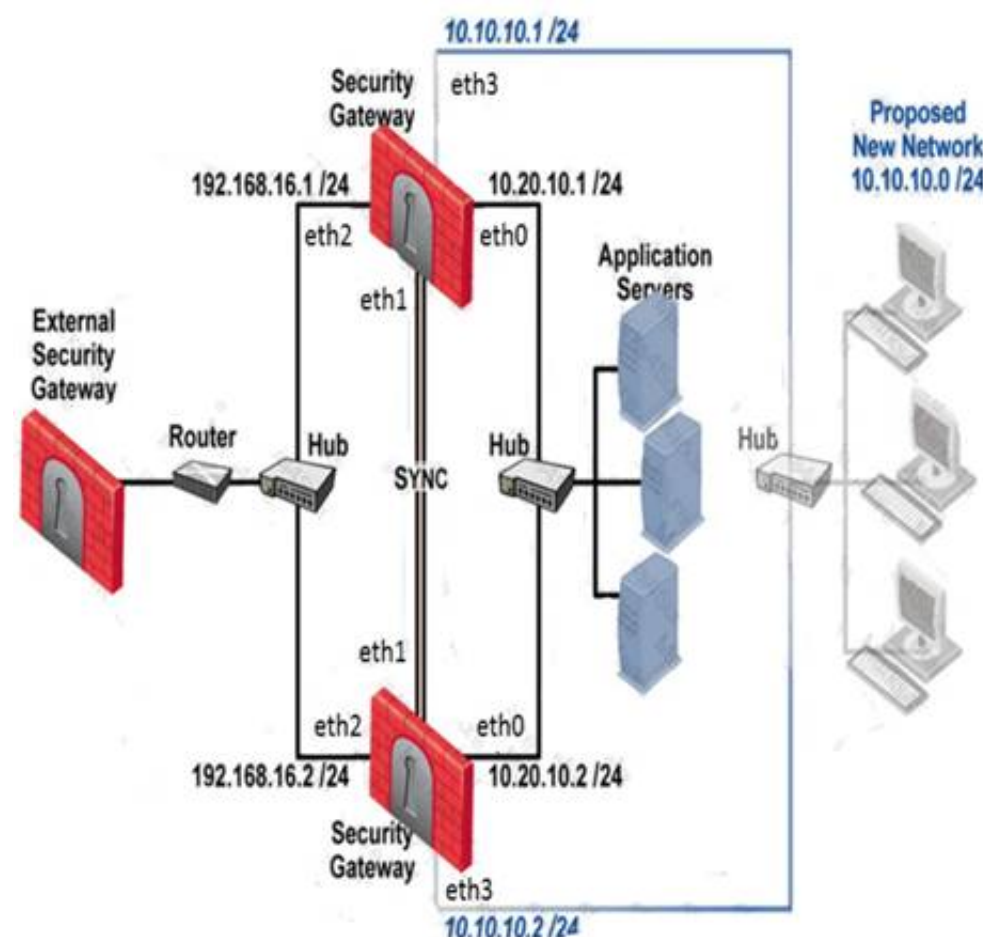 10.10.10.1 /24
eth3
Security
Gateway
Proposed
New Network
10.10.10.0 /24
192.168.16.1 /24
10.20.10.1 /24
eth2
eth0
eth1
Application
Servers
External
Security
Gateway
Router
Hub
SYNC
Hub
Hub
eth1
eth2
eth0
192.168.16.2 /24
10.20.10.2 /24
Security
Gateway
eth3
10.10.10.2 /24